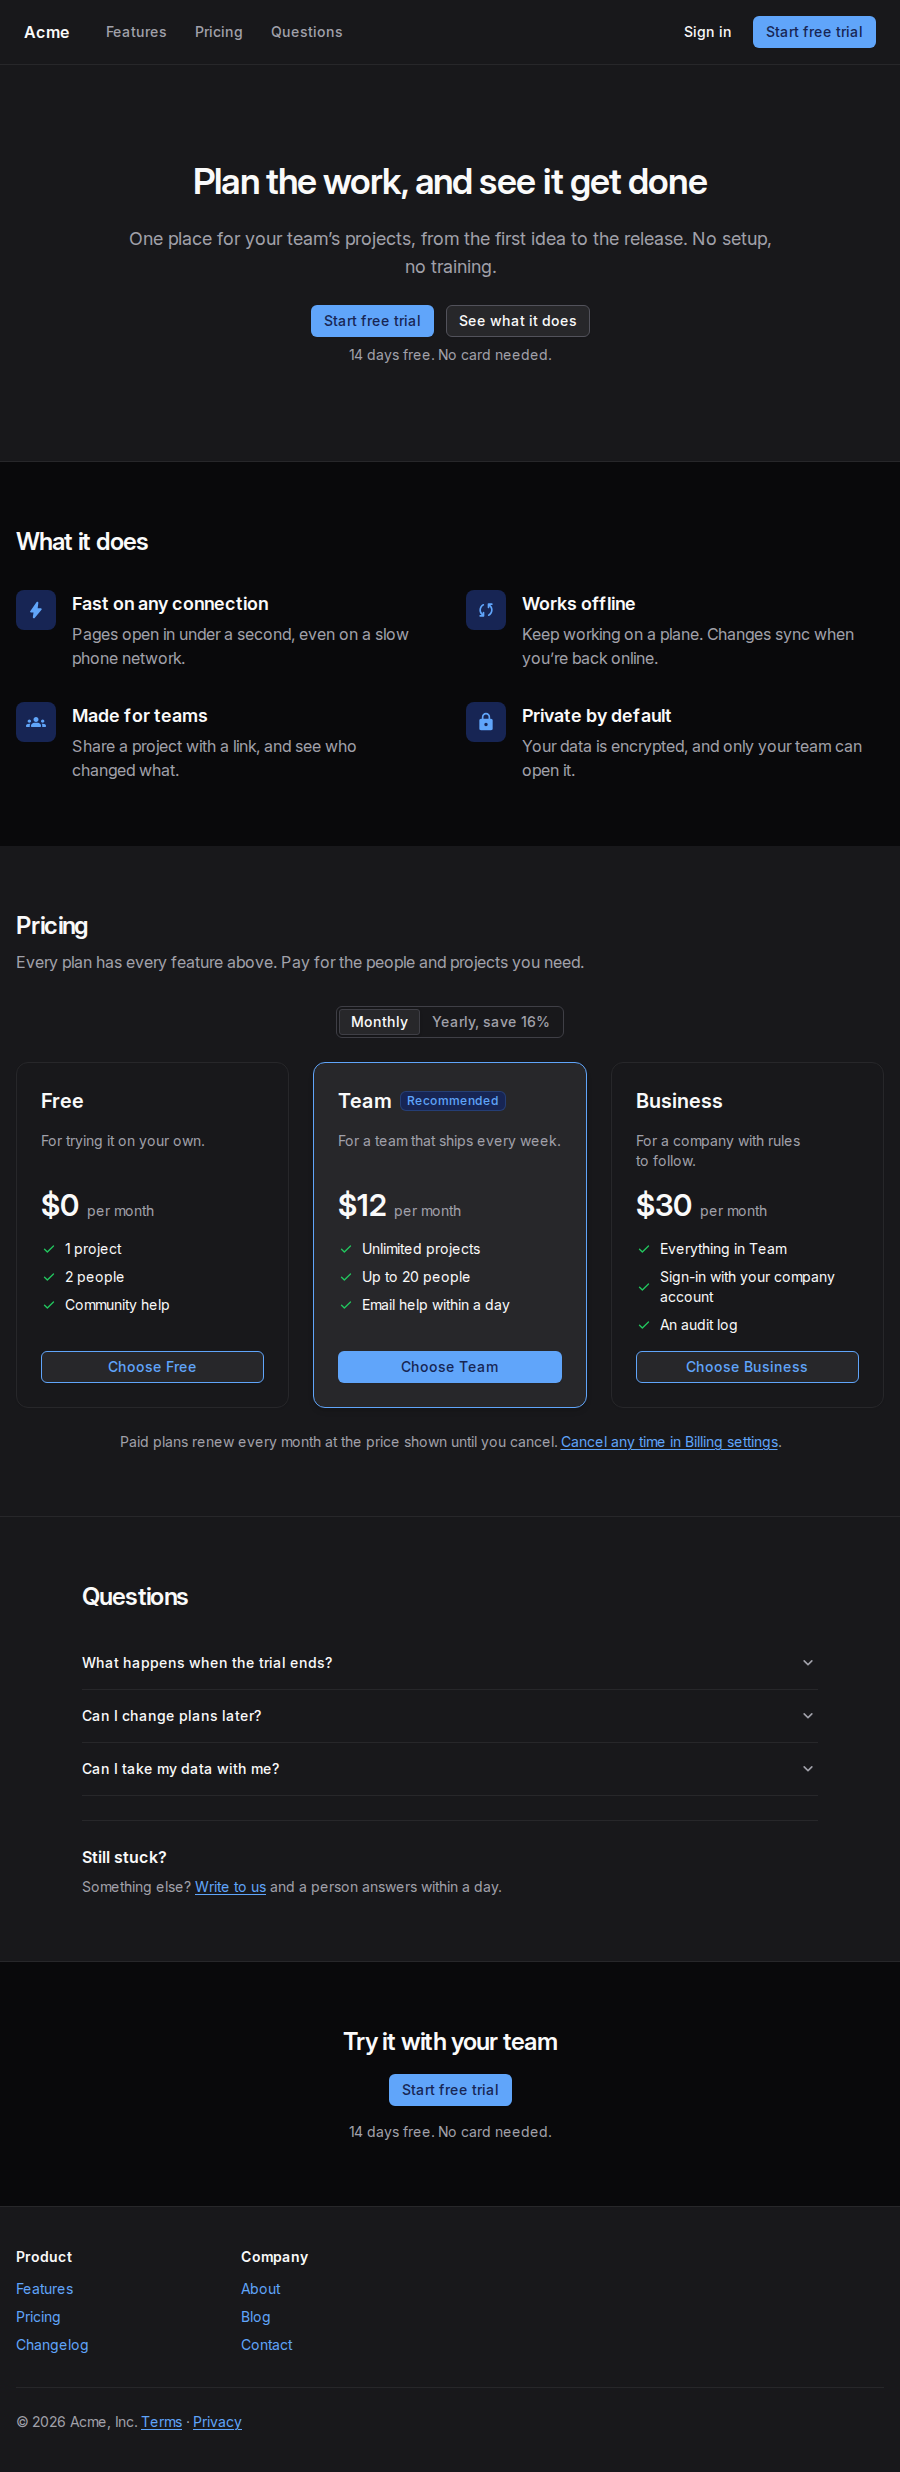 Acme Features Pricing Questions Sign in Start free trial
Plan the work, and see it get done
One place for your team’s projects, from the first idea to the release. No setup,
no training.
Start free trial See what it does
14 days free. No card needed.
What it does
Fast on any connection
Pages open in under a second, even on a slow
phone network.
Works offline
Keep working on a plane. Changes sync when
you’re back online.
Made for teams
Share a project with a link, and see who
changed what.
Private by default
Your data is encrypted, and only your team can
open it.
Pricing
Every plan has every feature above. Pay for the people and projects you need.
Monthly Yearly, save 16%
Free
For trying it on your own.
$0 per month
1 project
2 people
Community help
Choose Free
Team Recommended
For a team that ships every week.
$12 per month
Unlimited projects
Up to 20 people
Email help within a day
Choose Team
Business
For a company with rules
to follow.
$30 per month
Everything in Team
Sign-in with your company
account
An audit log
Choose Business
Paid plans renew every month at the price shown until you cancel. Cancel any time in Billing settings.
Questions
What happens when the trial ends?
Can I change plans later?
Can I take my data with me?
Still stuck?
Something else? Write to us and a person answers within a day.
Try it with your team
Start free trial
14 days free. No card needed.
Product
Features
Pricing
Changelog
Company
About
Blog
Contact
© 2026 Acme, Inc. Terms · Privacy